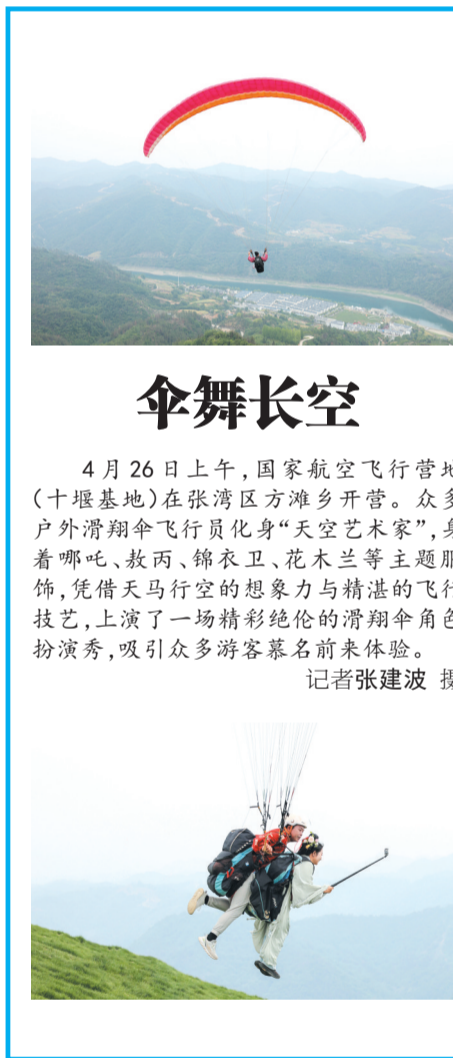 伞舞长空
4月26日上午，国家航空飞行营地
（十堰基地）在张湾区方滩乡开营。众多
户外滑翔伞飞行员化身“天空艺术家”，身
着哪吒、敖丙、锦衣卫、花木兰等主题服
饰，凭借天马行空的想象力与精湛的飞行
技艺，上演了一场精彩绝伦的滑翔伞角色
扮演秀，吸引众多游客慕名前来体验。
记者张建波 摄